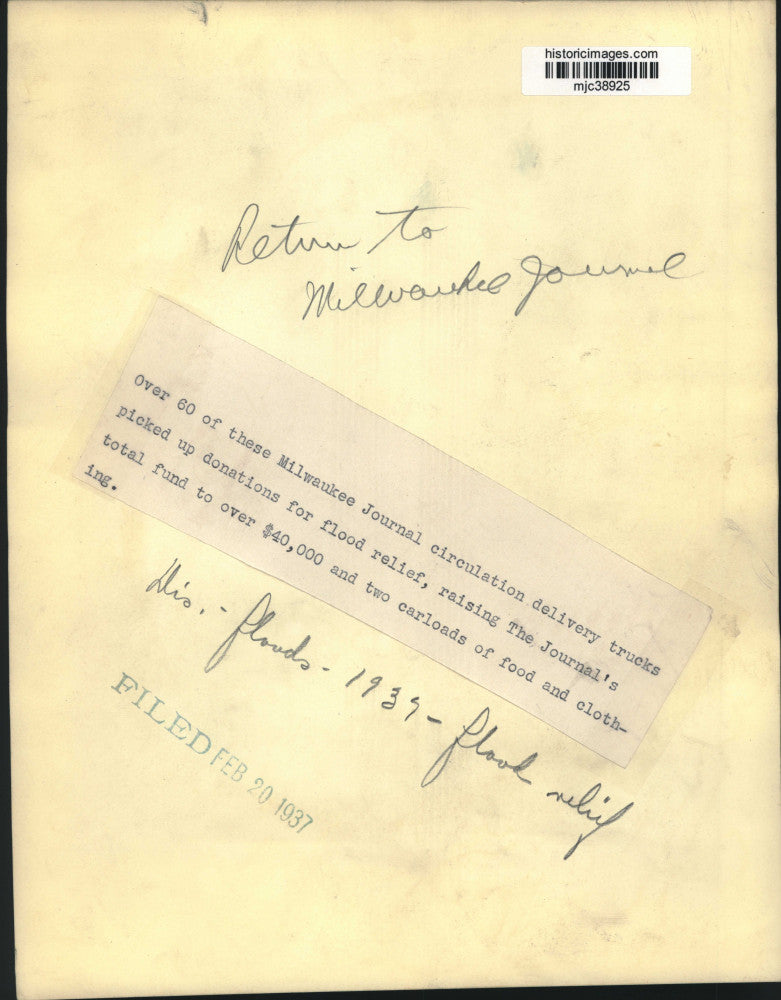 historicimages.com
mjc38925
Return to
Milwaukee Journal
Over 60 of these Milwaukee Journal circulation delivery trucks
picked up donations for flood relief, raising The Journal's
total fund to over $40,000 and two carloads of food and cloth-
ing.
Dis. - floods - 1937 - flood relief
FILED FEB 20 1937